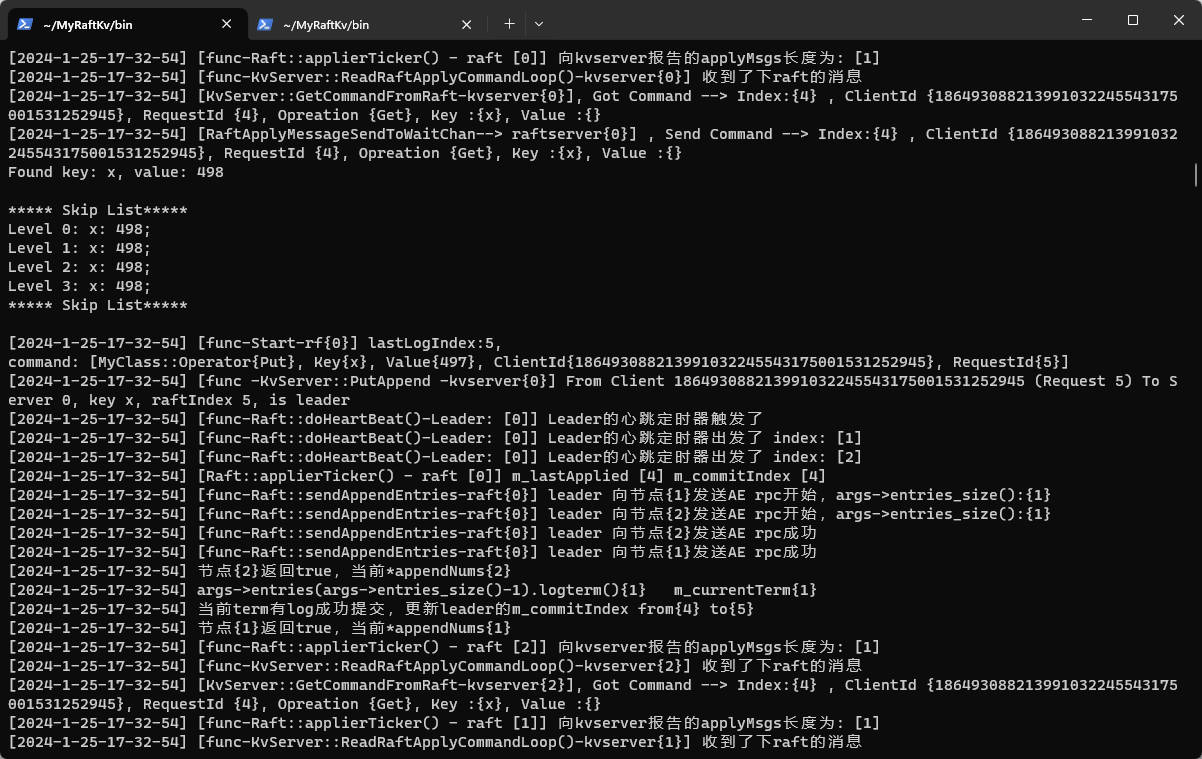 ~/MyRaftKv/bin
~/MyRaftKv/bin
[2024-1-25-17-32-54] [func-Raft::applierTicker() - raft [0]] 向kvserver报告的applyMsgs长度为: [1]
[2024-1-25-17-32-54] [func-KvServer::ReadRaftApplyCommandLoop()-kvserver{0}] 收到了下raft的消息
[2024-1-25-17-32-54] [KvServer::GetCommandFromRaft-kvserver{0}], Got Command --> Index:{4} , ClientId {186493088213991032245543175
001531252945}, RequestId {4}, Opreation {Get}, Key :{x}, Value :{}
[2024-1-25-17-32-54] [RaftApplyMessageSendToWaitChan--> raftserver{0}] , Send Command --> Index:{4} , ClientId {186493088213991032
2455431750015312529​45}, RequestId {4}, Opreation {Get}, Key :{x}, Value :{}
Found key: x, value: 498
***** Skip List*****
Level 0: x: 498;
Level 1: x: 498;
Level 2: x: 498;
Level 3: x: 498;
***** Skip List*****
[2024-1-25-17-32-54] [func-Start-rf{0}] lastLogIndex:5,
command: [MyClass::Operator{Put}, Key{x}, Value{497}, ClientId{186493088213991032245543175001531252945}, RequestId{5}]
[2024-1-25-17-32-54] [func -KvServer::PutAppend -kvserver{0}] From Client 186493088213991032245543175001531252945 (Request 5) To S
erver 0, key x, raftIndex 5, is leader
[2024-1-25-17-32-54] [func-Raft::doHeartBeat()-Leader: [0]] Leader的心跳定时器触发了
[2024-1-25-17-32-54] [func-Raft::doHeartBeat()-Leader: [0]] Leader的心跳定时器出发了 index: [1]
[2024-1-25-17-32-54] [func-Raft::doHeartBeat()-Leader: [0]] Leader的心跳定时器出发了 index: [2]
[2024-1-25-17-32-54] [Raft::applierTicker() - raft [0]] m_lastApplied [4] m_commitIndex [4]
[2024-1-25-17-32-54] [func-Raft::sendAppendEntries-raft{0}] leader 向节点{1}发送AE rpc开始，args->entries_size():{1}
[2024-1-25-17-32-54] [func-Raft::sendAppendEntries-raft{0}] leader 向节点{2}发送AE rpc开始，args->entries_size():{1}
[2024-1-25-17-32-54] [func-Raft::sendAppendEntries-raft{0}] leader 向节点{2}发送AE rpc成功
[2024-1-25-17-32-54] [func-Raft::sendAppendEntries-raft{0}] leader 向节点{1}发送AE rpc成功
[2024-1-25-17-32-54] 节点{2}返回true，当前*appendNums{2}
[2024-1-25-17-32-54] args->entries(args->entries_size()-1).logterm(){1}   m_currentTerm{1}
[2024-1-25-17-32-54] 当前term有log成功提交，更新leader的m_commitIndex from{4} to{5}
[2024-1-25-17-32-54] 节点{1}返回true，当前*appendNums{1}
[2024-1-25-17-32-54] [func-Raft::applierTicker() - raft [2]] 向kvserver报告的applyMsgs长度为: [1]
[2024-1-25-17-32-54] [func-KvServer::ReadRaftApplyCommandLoop()-kvserver{2}] 收到了下raft的消息
[2024-1-25-17-32-54] [KvServer::GetCommandFromRaft-kvserver{2}], Got Command --> Index:{4} , ClientId {186493088213991032245543175
001531252945}, RequestId {4}, Opreation {Get}, Key :{x}, Value :{}
[2024-1-25-17-32-54] [func-Raft::applierTicker() - raft [1]] 向kvserver报告的applyMsgs长度为: [1]
[2024-1-25-17-32-54] [func-KvServer::ReadRaftApplyCommandLoop()-kvserver{1}] 收到了下raft的消息